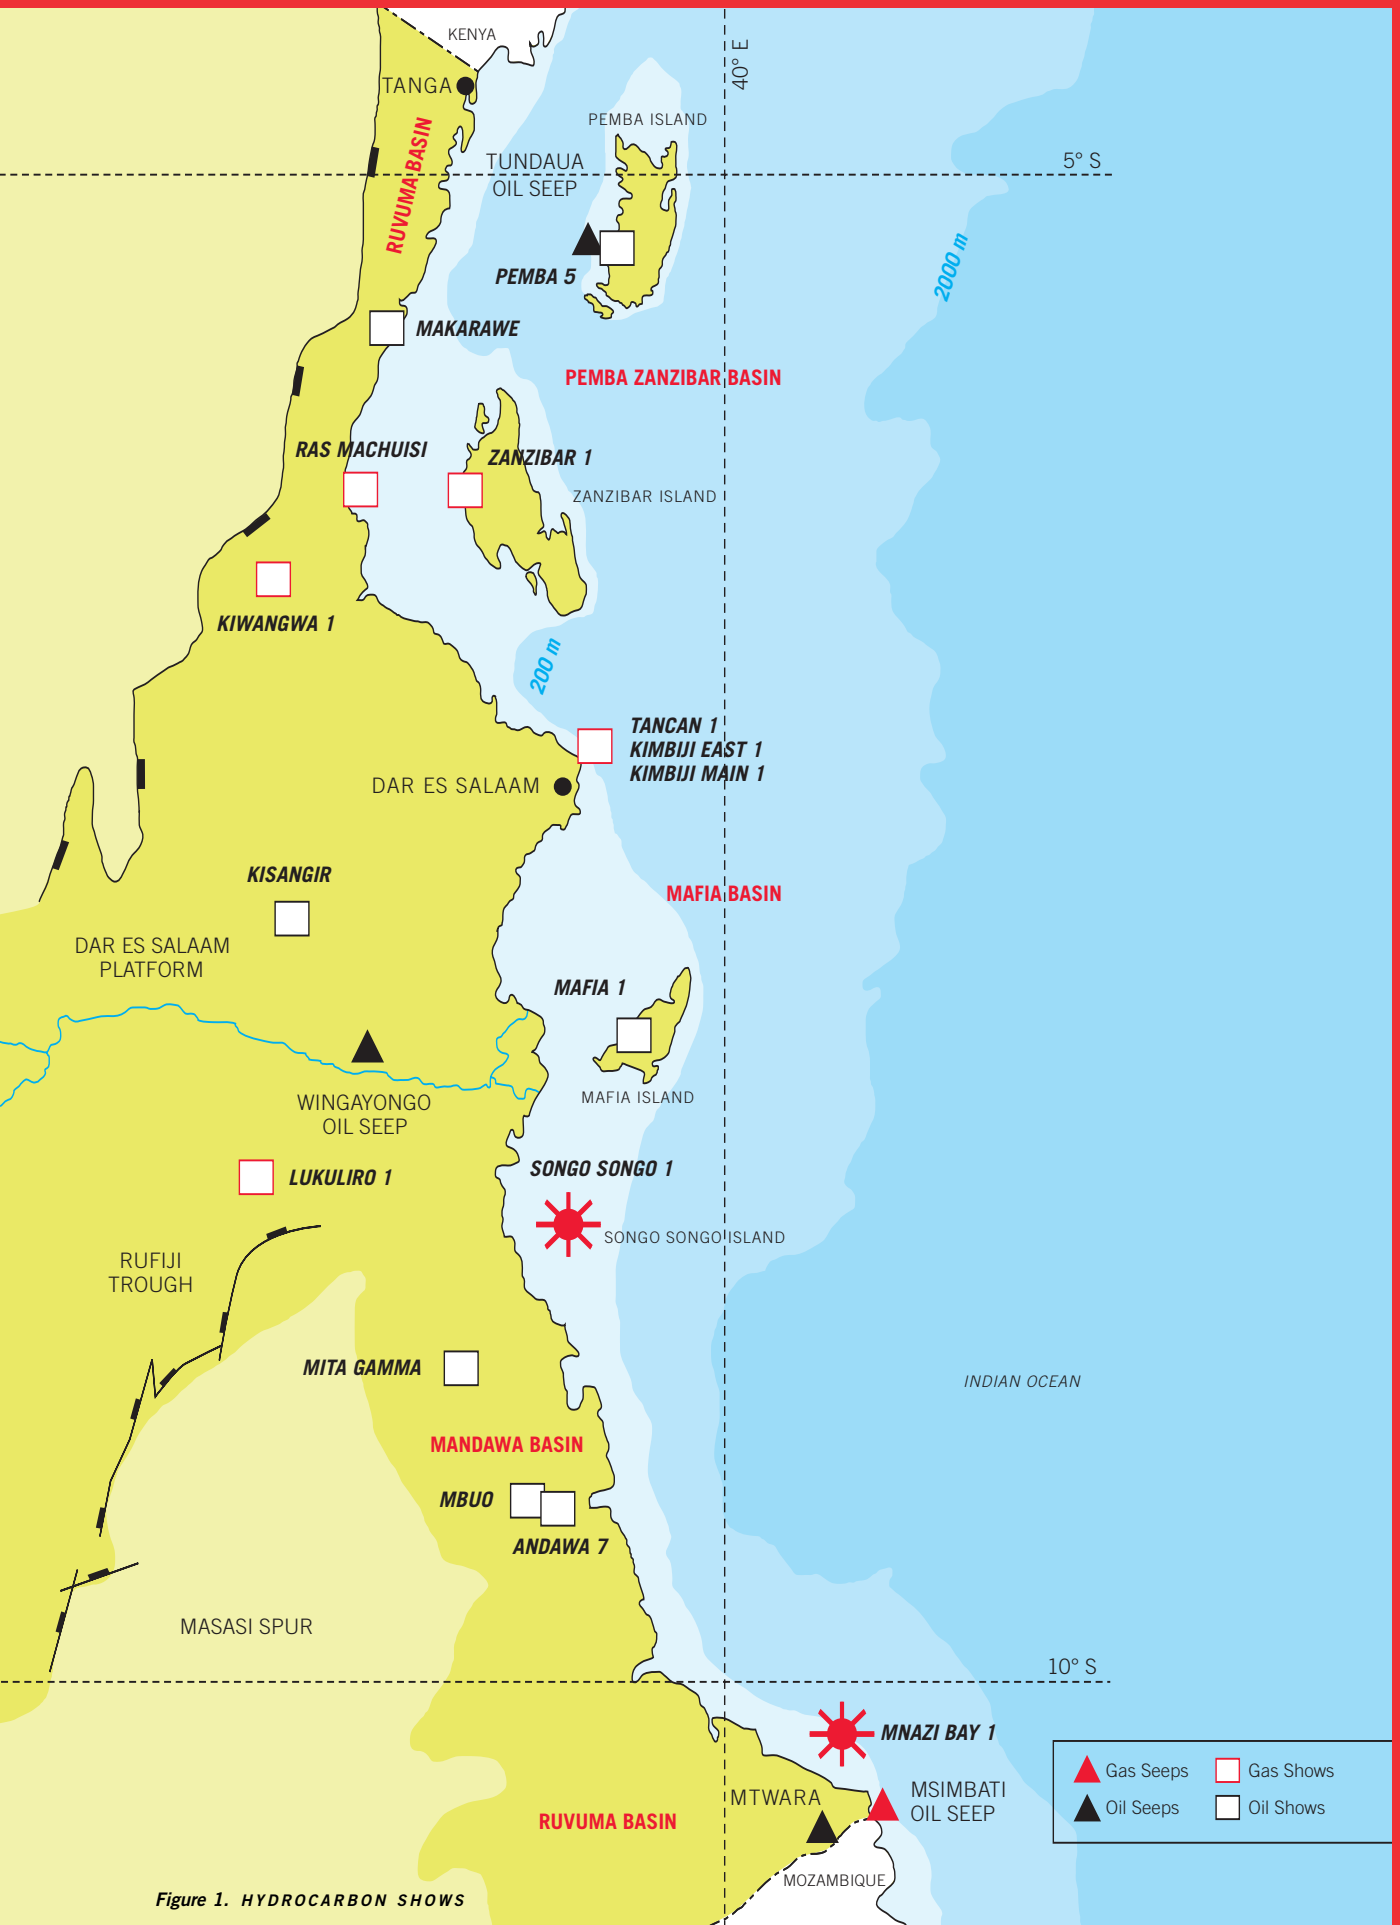 KENYA
40° E
TANGA
PEMBA ISLAND
RUVUMA BASIN
TUNDAUA
OIL SEEP
5° S
2000 m
PEMBA 5
MAKARAWE
PEMBA ZANZIBAR BASIN
RAS MACHUISI
ZANZIBAR 1
ZANZIBAR ISLAND
KIWANGWA 1
200 m
TANCAN 1
KIMBIJI EAST 1
KIMBIJI MAIN 1
DAR ES SALAAM
KISANGIR
MAFIA BASIN
DAR ES SALAAM
PLATFORM
MAFIA 1
WINGAYONGO
OIL SEEP
MAFIA ISLAND
SONGO SONGO 1
LUKULIRO 1
SONGO SONGO ISLAND
RUFIJI
TROUGH
MITA GAMMA
INDIAN OCEAN
MANDAWA BASIN
MBUO
ANDAWA 7
MASASI SPUR
10° S
MNAZI BAY 1
Gas Seeps
Gas Shows
Oil Seeps
Oil Shows
MSIMBATI
OIL SEEP
MTWARA
RUVUMA BASIN
MOZAMBIQUE
Figure 1. HYDROCARBON SHOWS